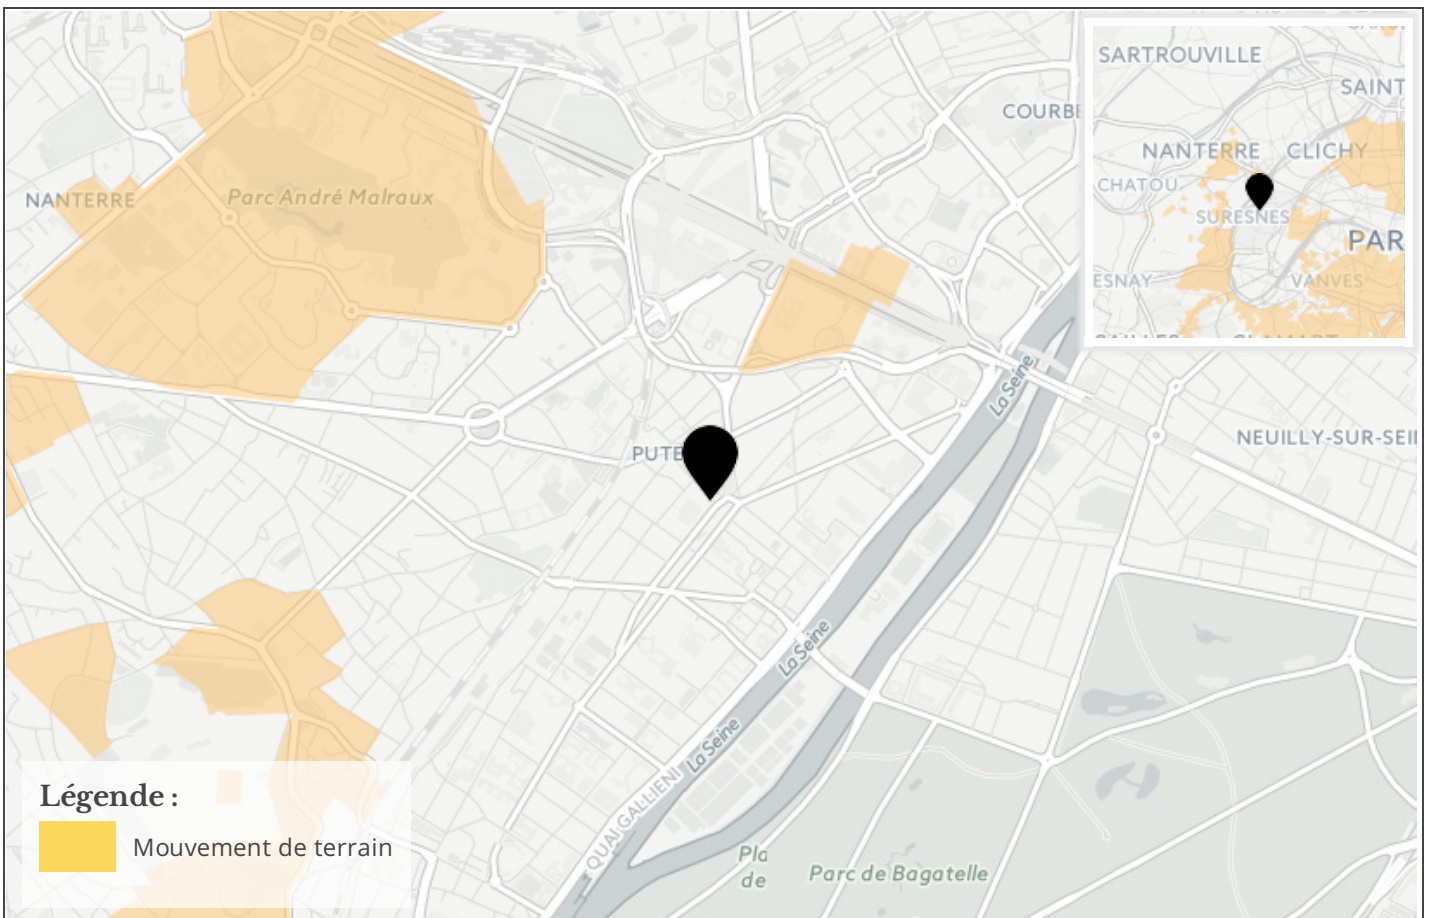 COURBE
NANTERRE
Parc André Malraux
La Seine
PUTE
NEUILLY-SUR-SEI
La Seine
La Seine
QUAI GALLIENI
Pla
de
Parc de Bagatelle
SARTROUVILLE
SAINT
NANTERRE
CLICHY
CHATOU
SURESNES
PAR
ESNAY
VANVES
Légende :
Mouvement de terrain